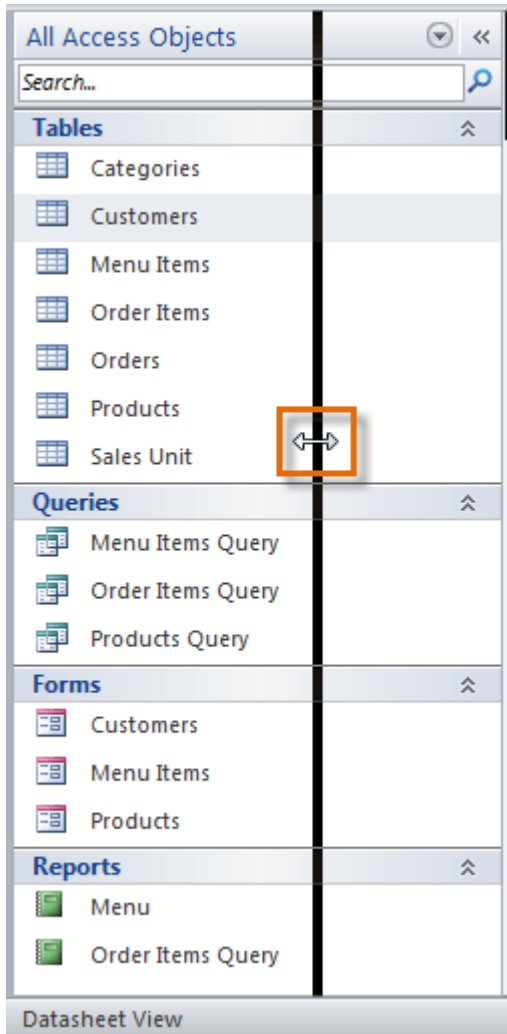 All Access Objects
Search...
Tables
Categories
Customers
Menu Items
Order Items
Orders
Products
Sales Unit
Queries
Menu Items Query
Order Items Query
Products Query
Forms
Customers
Menu Items
Products
Reports
Menu
Order Items Query
Datasheet View